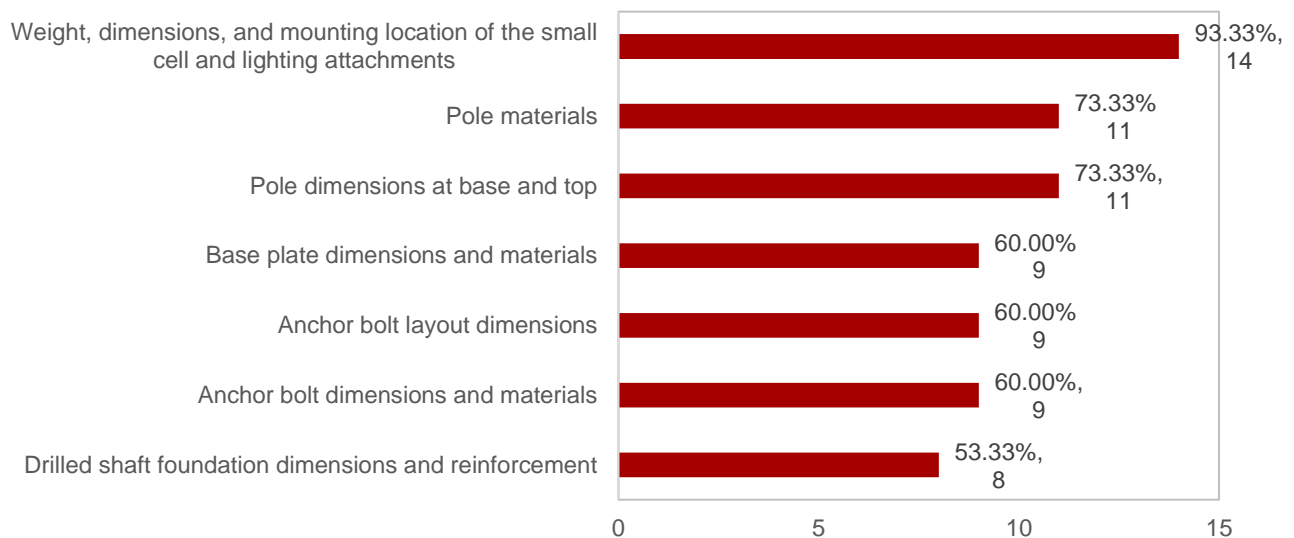 Weight, dimensions, and mounting location of the small
cell and lighting attachments
93.33%,
14
Pole materials
73.33%
11
Pole dimensions at base and top
73.33%,
11
Base plate dimensions and materials
60.00%
9
Anchor bolt layout dimensions
60.00%
9
Anchor bolt dimensions and materials
60.00%,
9
Drilled shaft foundation dimensions and reinforcement
53.33%,
8
0 5 10 15